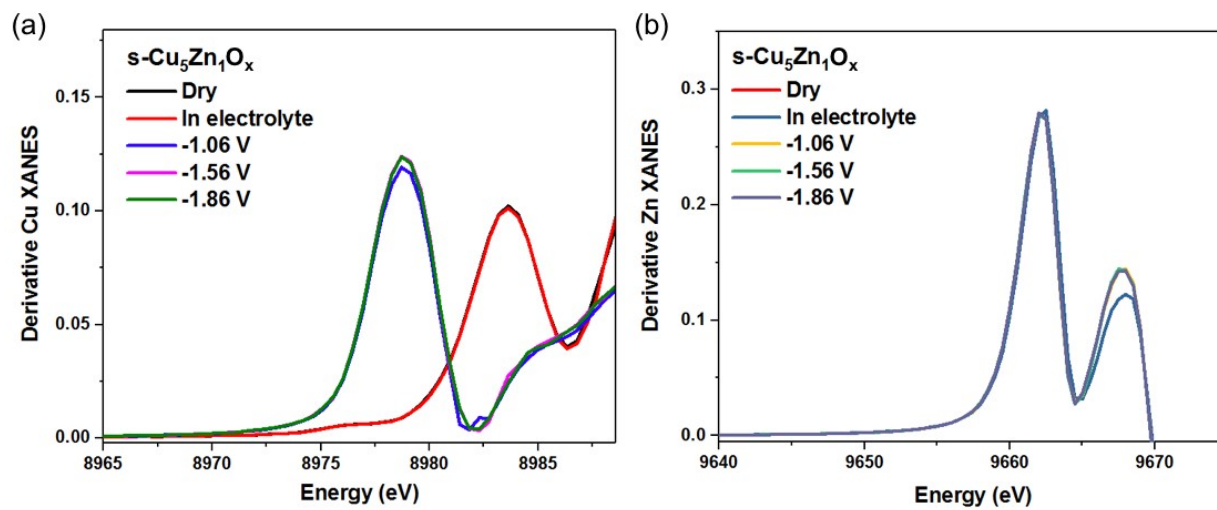 (a)
s-Cu₅Zn₁Oₓ
Dry
In electrolyte
-1.06 V
-1.56 V
-1.86 V
Derivative Cu XANES
0.15
0.10
0.05
0.00
8965 8970 8975 8980 8985
Energy (eV)
(b)
s-Cu₅Zn₁Oₓ
Dry
In electrolyte
-1.06 V
-1.56 V
-1.86 V
Derivative Zn XANES
0.3
0.2
0.1
0.0
9640 9650 9660 9670
Energy (eV)